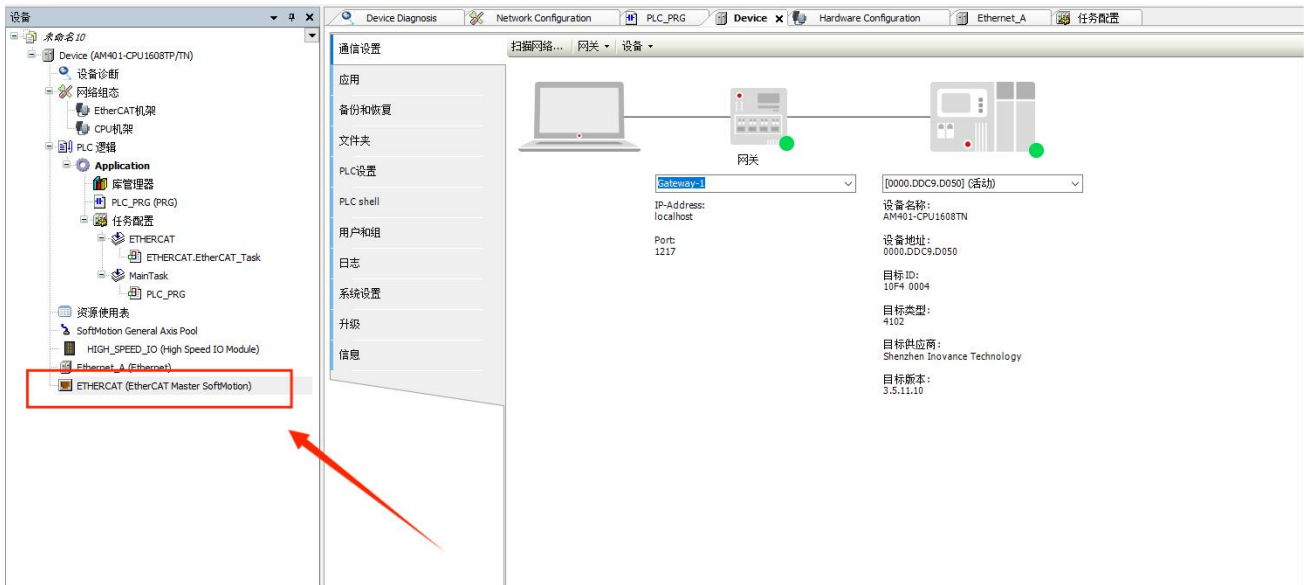 设备
Device Diagnosis
Network Configuration
PLC_PRG
Device
Hardware Configuration
Ethernet_A
任务配置
未命名10
Device (AM401-CPU1608TP/TN)
设备诊断
网络组态
EtherCAT机架
CPU机架
PLC 逻辑
Application
库管理器
PLC_PRG (PRG)
任务配置
ETHERCAT
ETHERCAT.EtherCAT_Task
MainTask
PLC_PRG
资源使用表
SoftMotion General Axis Pool
HIGH_SPEED_IO (High Speed IO Module)
Ethernet_A (Ethernet)
ETHERCAT (EtherCAT Master SoftMotion)
通信设置
应用
备份和恢复
文件夹
PLC设置
PLC shell
用户和组
日志
系统设置
升级
信息
扫描网络... 网关 设备
网关
Gateway-1
IP-Address:
localhost
Port:
1217
[0000.DDC9.D050] (活动)
设备名称:
AM401-CPU1608TN
设备地址:
0000.DDC9.D050
目标ID:
10F4 0004
目标类型:
4102
目标供应商:
Shenzhen Inovance Technology
目标版本:
3.5.11.10